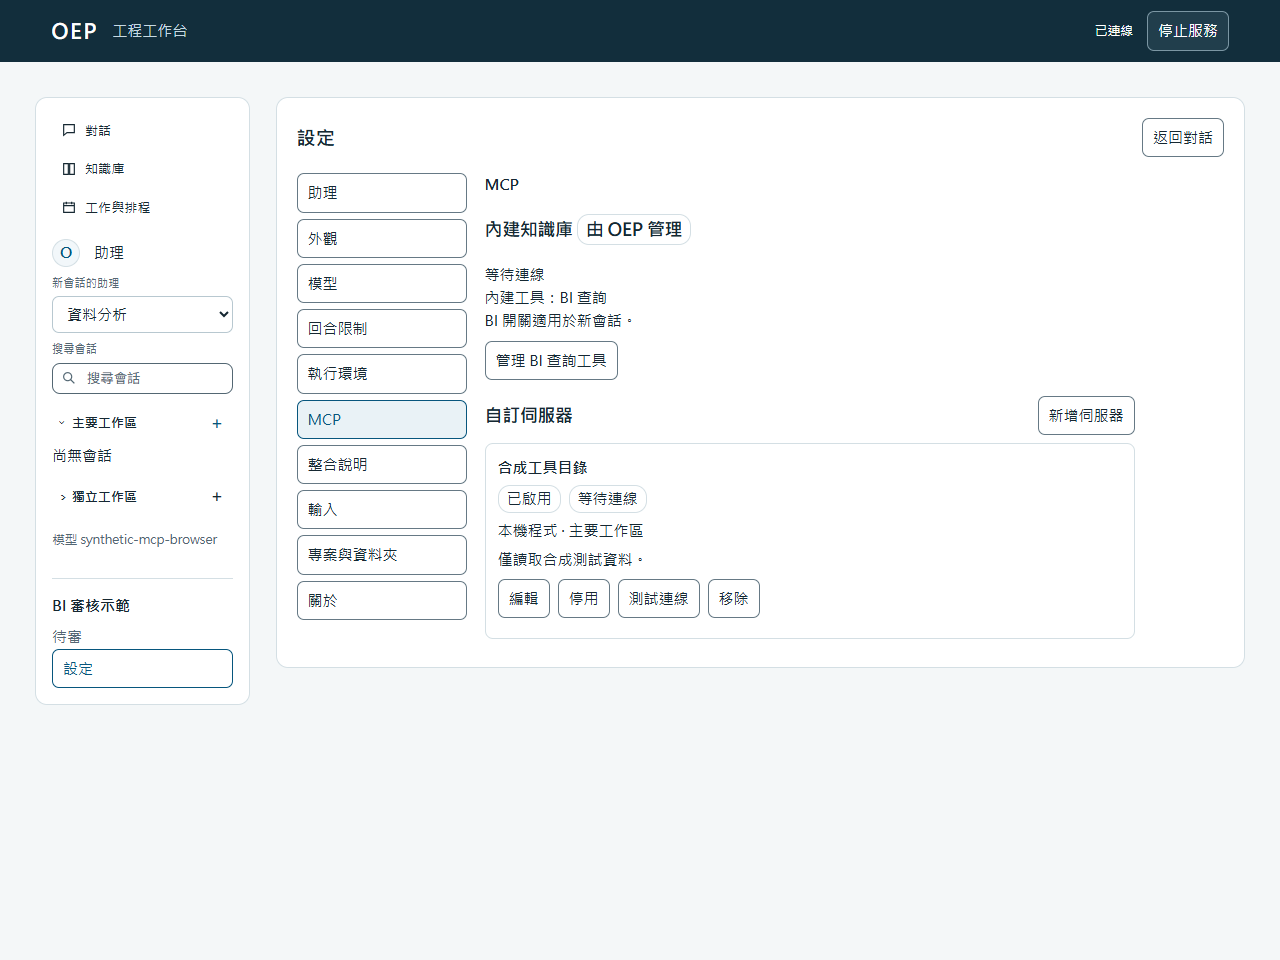 OEP 工程工作台
已連線 停止服務
對話
知識庫
工作與排程
O 助理
新會話的助理
資料分析
搜尋會話
搜尋會話
主要工作區 +
尚無會話
獨立工作區 +
模型 synthetic-mcp-browser
BI 審核示範
待審
設定
設定
返回對話
助理
外觀
模型
回合限制
執行環境
MCP
整合說明
輸入
專案與資料夾
關於
MCP
內建知識庫 由 OEP 管理
等待連線
內建工具：BI 查詢
BI 開關適用於新會話。
管理 BI 查詢工具
自訂伺服器 新增伺服器
合成工具目錄
已啟用 等待連線
本機程式 · 主要工作區
僅讀取合成測試資料。
編輯 停用 測試連線 移除